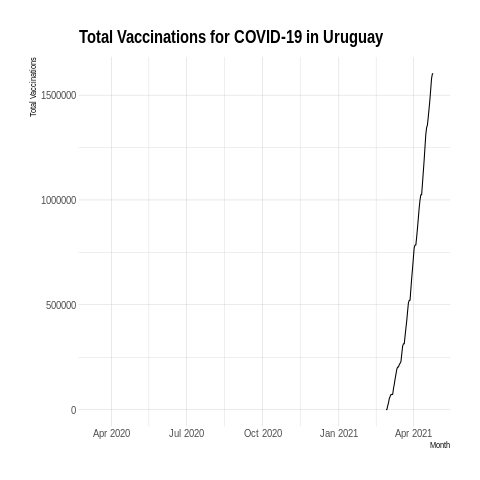 Total Vaccinations for COVID-19 in Uruguay
Total Vaccinations
1500000
1000000
500000
0
Apr 2020 Jul 2020 Oct 2020 Jan 2021 Apr 2021
Month